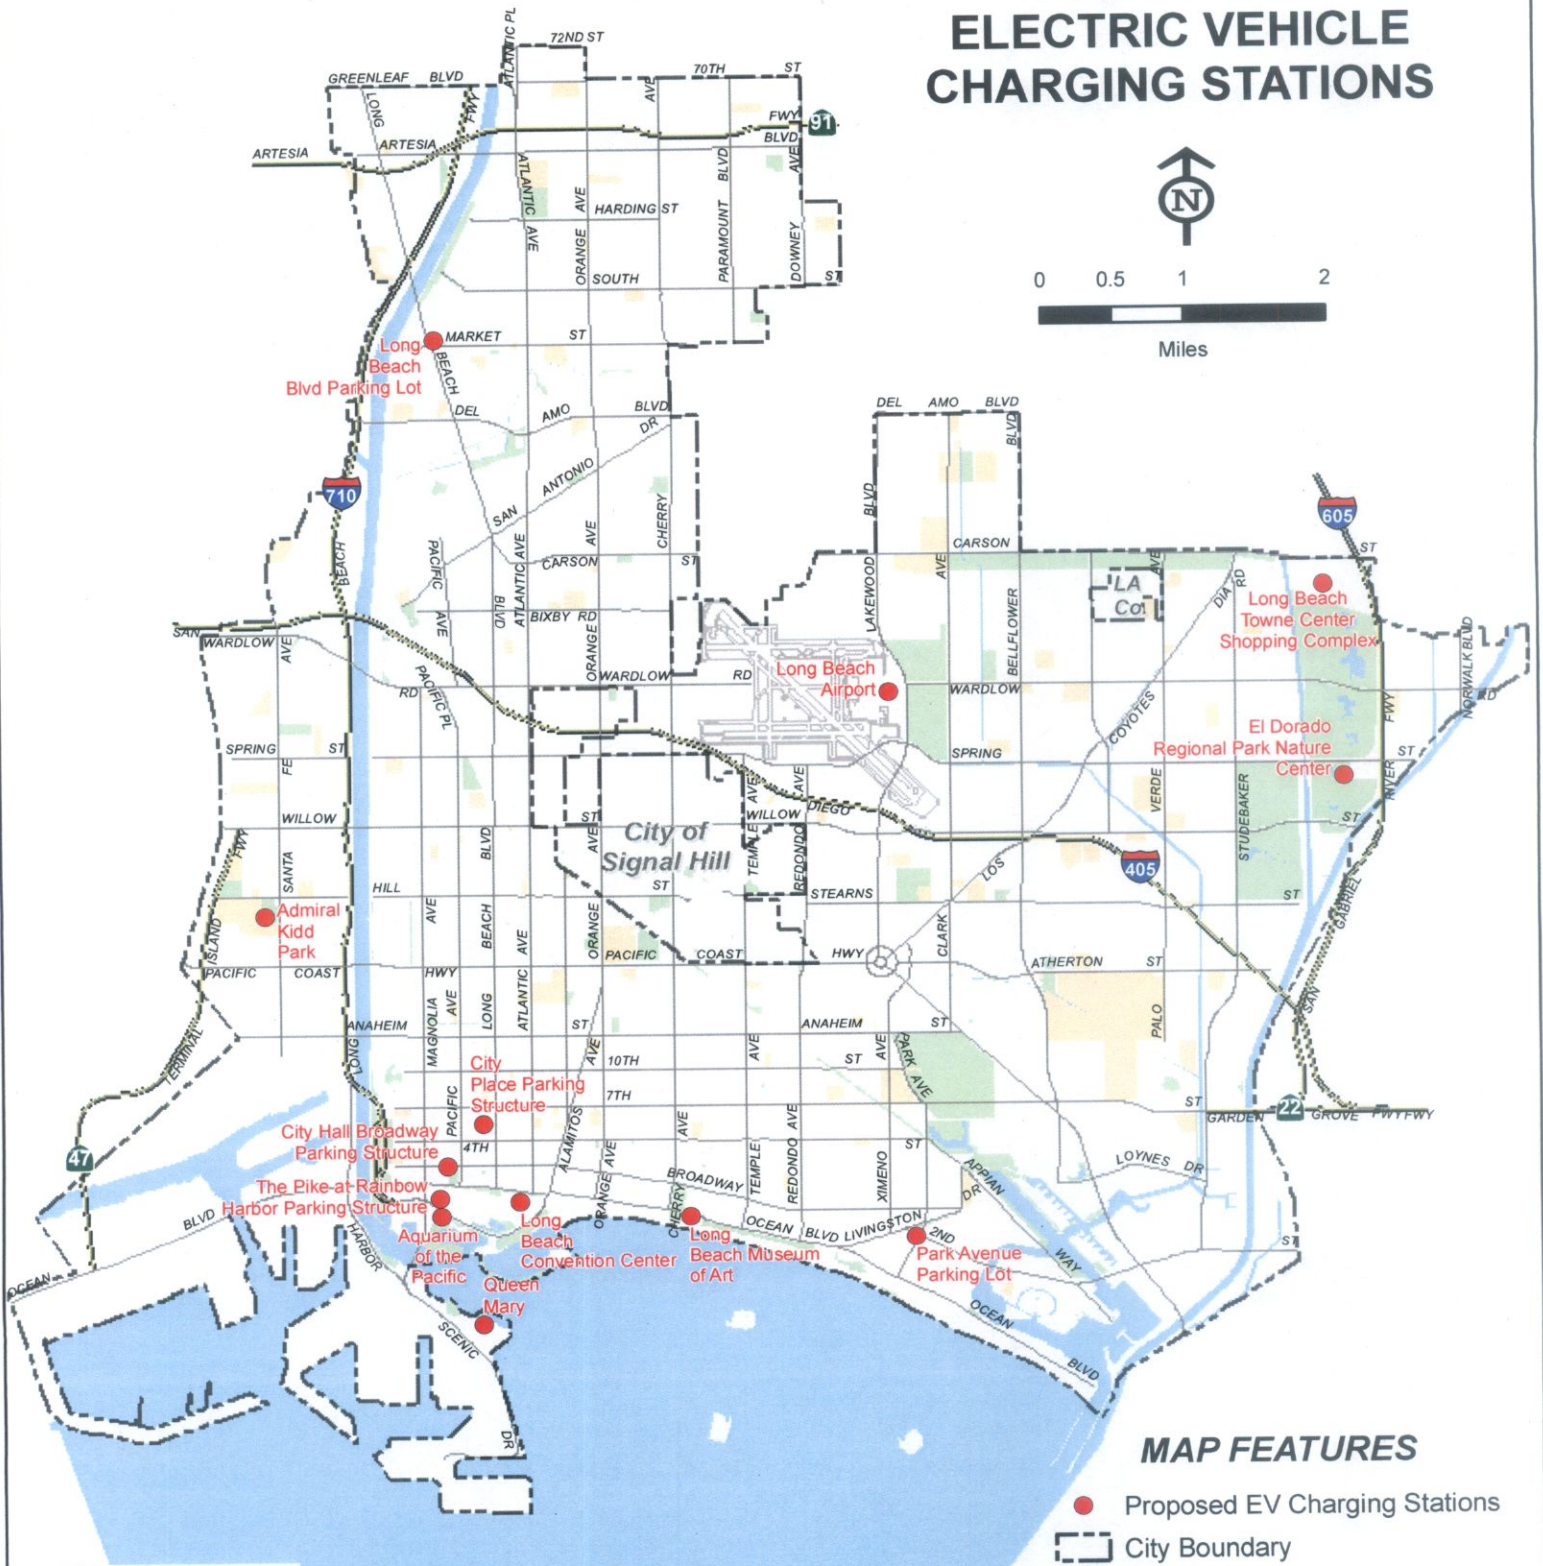 ELECTRIC VEHICLE
CHARGING STATIONS
N
0 0.5 1 2
Miles
72ND ST
ATLANTIC PL
GREENLEAF BLVD
70TH ST
LONG
FWY
AVE
FWY
91
BLVD
ARTESIA
ARTESIA
ATLANTIC AVE
ORANGE AVE
PARAMOUNT BLVD
DOWNEY AVE
HARDING ST
SOUTH ST
MARKET ST
Long
Beach
Blvd Parking Lot
BEACH
DEL AMO BLVD
DEL AMO BLVD
SAN ANTONIO DR
710
605
BEACH
PACIFIC AVE
BLVD
ATLANTIC AVE
AVE
CHERRY
CARSON ST
BLVD
LAKEWOOD
AVE
CARSON ST
BLVD
BELLFLOWER
LA
Co.
AVE
DIA RD
Long Beach
Towne Center
Shopping Complex
BIXBY RD
ORANGE
SAN
WARDLOW RD
AVE
PACIFIC PL
WARDLOW RD
Long Beach
Airport
WARDLOW
COYOTES
NORWALK BLVD
RD
El Dorado
Regional Park Nature
Center
FWY
SPRING ST
FE
SPRING ST
VERDE
STUDEBAKER
RIVER
WILLOW ST
City of
Signal Hill
AVE
TEMPLE
AVE
REDONDO
WILLOW
DIEGO
ST
405
LOS
FWY
SANTA
BLVD
AVE
HILL ST
STEARNS ST
GABRIEL
Admiral
Kidd
Park
ISLAND
AVE
BEACH
AVE
ORANGE
CLARK
PACIFIC COAST HWY
PACIFIC COAST HWY
ATHERTON ST
SAN
MAGNOLIA
AVE
LONG
ATLANTIC
PALO
ANAHEIM ST
ANAHEIM ST
TERMINAL
LONG
AVE
AVE
AVE
PARK AVE
10TH ST
City
Place Parking
Structure
7TH ST
PACIFIC
ALAMITOS
AVE
AVE
22
GARDEN GROVE FWYFWY
City Hall Broadway
Parking Structure
4TH ST
47
The Pike at Rainbow
Harbor Parking Structure
ORANGE AVE
BROADWAY
CHERRY
TEMPLE
REDONDO
XIMENO
APPIAN
WAY
LOYNES DR
BLVD
HARBOR
Aquarium
of the
Pacific
Long
Beach
Convention Center
Long
Beach Museum
of Art
OCEAN BLVD
LIVINGSTON DR
2ND ST
Park Avenue
Parking Lot
OCEAN
Queen
Mary
SCENIC
DR
OCEAN
BLVD
MAP FEATURES
Proposed EV Charging Stations
City Boundary